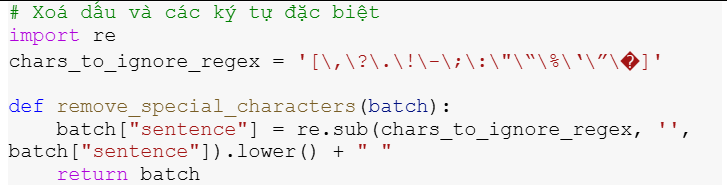 # Xoá dấu và các ký tự đặc biệt
import re
chars_to_ignore_regex = '[\,\?\.\!\-\;\:\"\“\%\‘\”\�]'
def remove_special_characters(batch):
    batch["sentence"] = re.sub(chars_to_ignore_regex, '',
batch["sentence"]).lower() + " "
    return batch